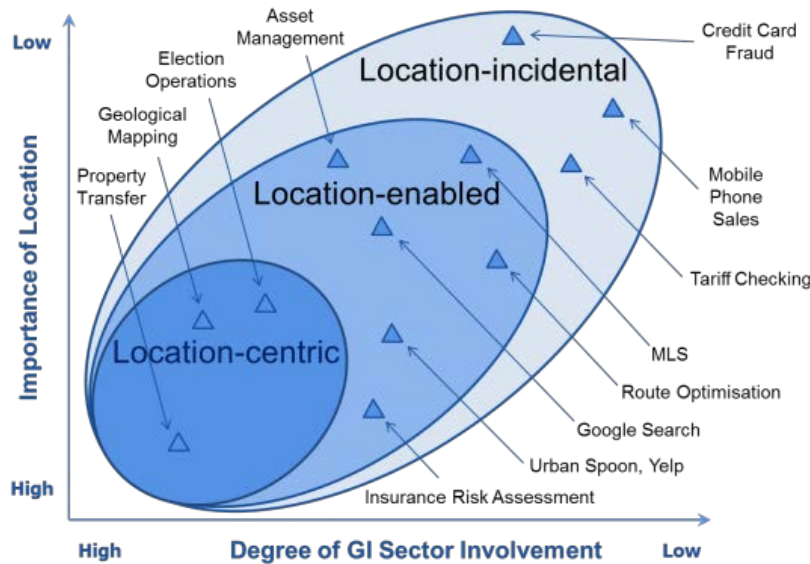 Low
Importance of Location
High
High
Degree of GI Sector Involvement
Low
Asset
Management
Election
Operations
Geological
Mapping
Property
Transfer
Location-incidental
Location-enabled
Location-centric
Credit Card
Fraud
Mobile
Phone
Sales
Tariff Checking
MLS
Route Optimisation
Google Search
Urban Spoon, Yelp
Insurance Risk Assessment